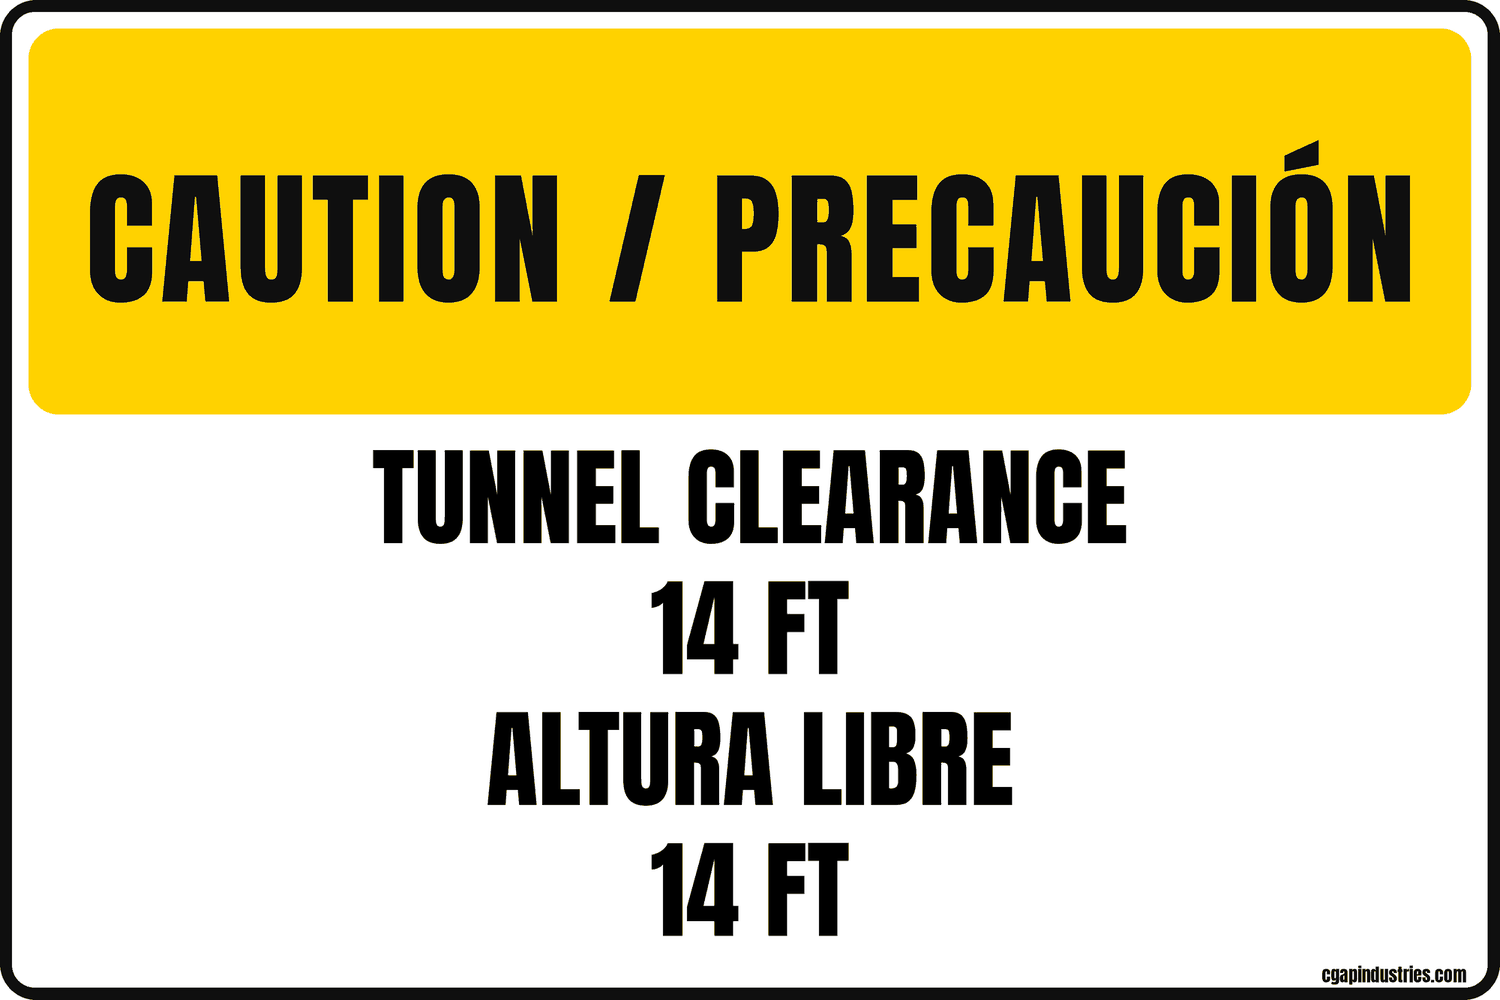 CAUTION / PRECAUCIÓN
TUNNEL CLEARANCE
14 FT
ALTURA LIBRE
14 FT
cgapindustries.com